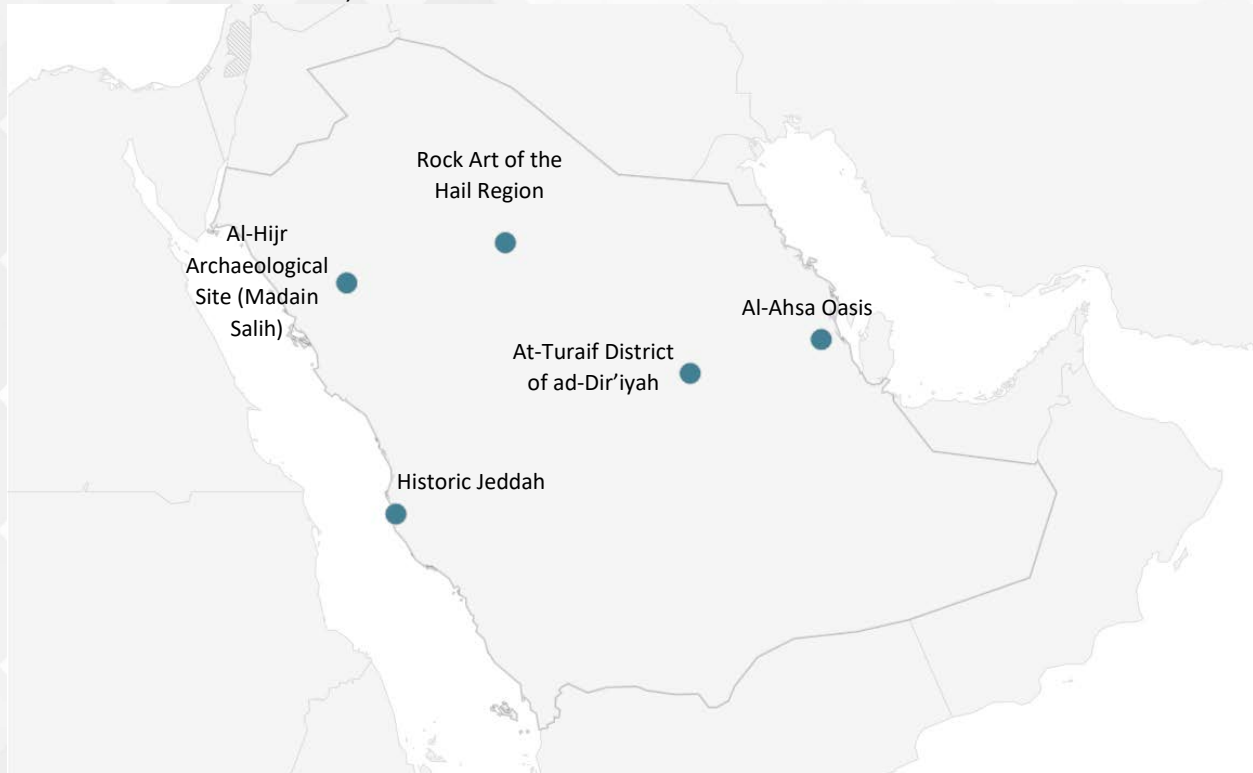 Rock Art of the
Hail Region
Al-Hijr
Archaeological
Site (Madain
Salih)
Al-Ahsa Oasis
At-Turaif District
of ad-Dir’iyah
Historic Jeddah